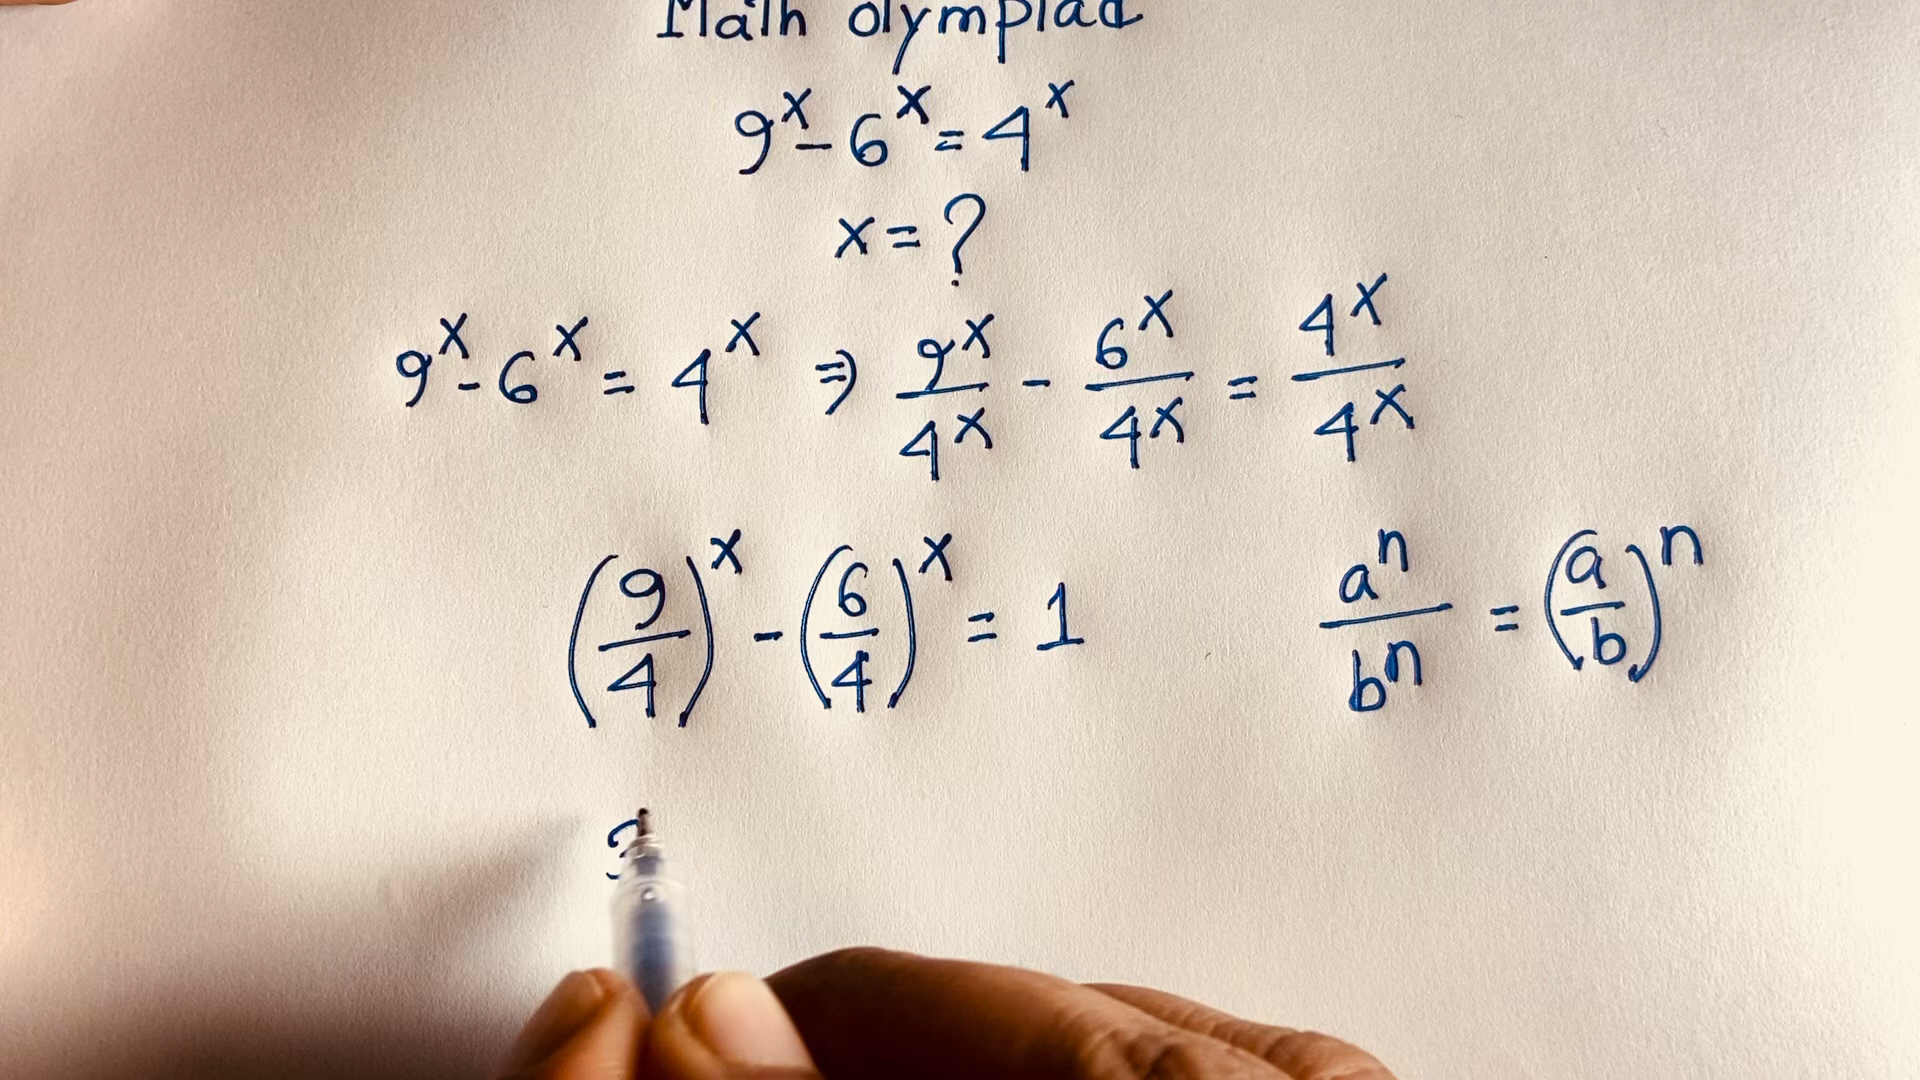 Math olympiad
9^x - 6^x = 4^x
x = ?
9^x - 6^x = 4^x ⇒ 9^x/4^x - 6^x/4^x = 4^x/4^x
(9/4)^x - (6/4)^x = 1 a^n/b^n = (a/b)^n